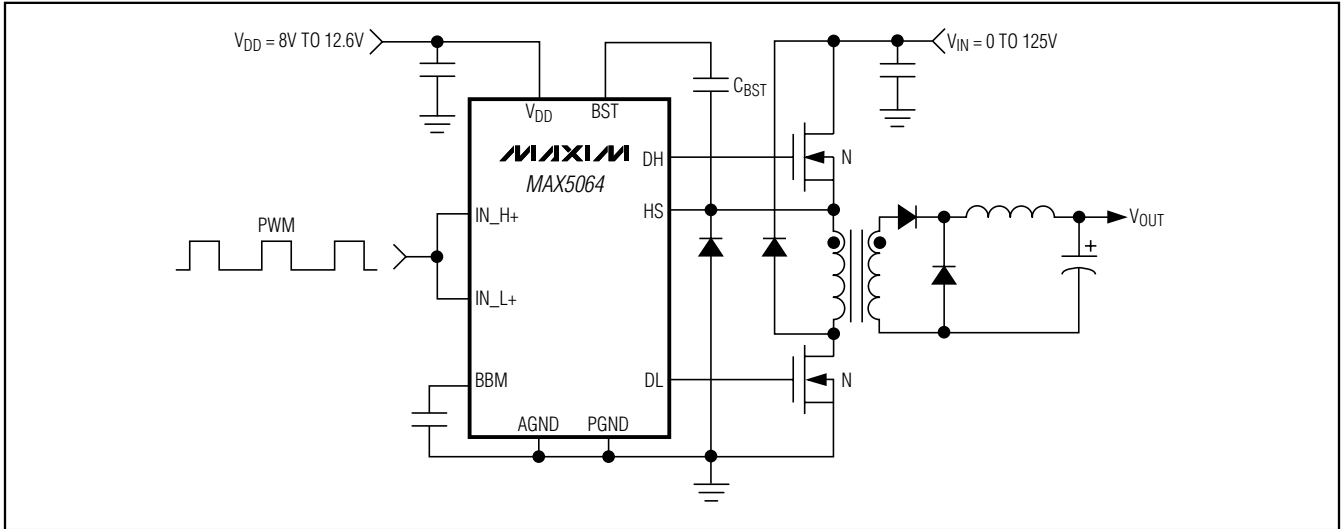 V_DD = 8V TO 12.6V
V_IN = 0 TO 125V
C_BST
V_DD
BST
MAXIM
MAX5064
DH
N
HS
IN_H+
PWM
V_OUT
+
IN_L+
BBM
DL
N
AGND
PGND